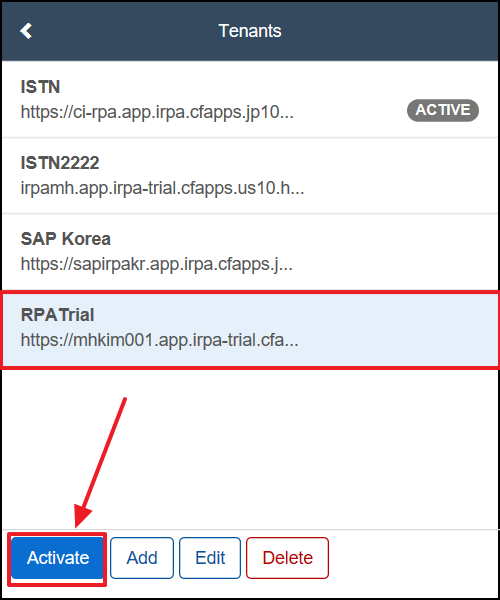 Tenants
ISTN
https://ci-rpa.app.irpa.cfapps.jp10...
ACTIVE
ISTN2222
irpamh.app.irpa-trial.cfapps.us10.h...
SAP Korea
https://sapirpakr.app.irpa.cfapps.j...
RPATrial
https://mhkim001.app.irpa-trial.cfa...
Activate Add Edit Delete